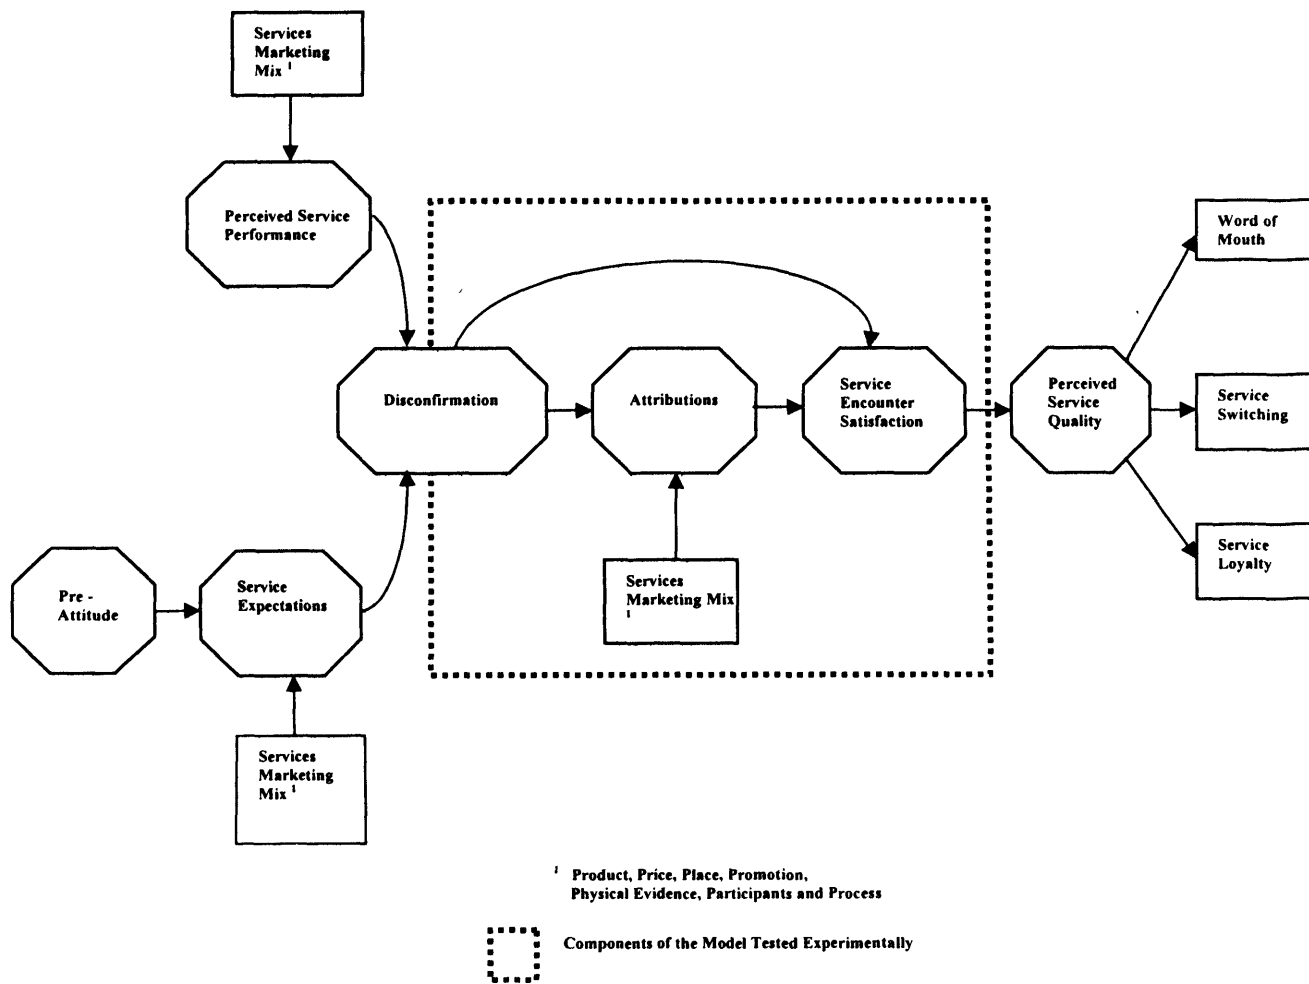 Services
Marketing
Mix 1
Perceived Service
Performance
Word of
Mouth
Disconfirmation
Attributions
Service
Encounter
Satisfaction
Perceived
Service
Quality
Service
Switching
Service
Loyalty
Pre -
Attitude
Service
Expectations
Services
Marketing Mix
1
Services
Marketing
Mix 1
1 Product, Price, Place, Promotion,
Physical Evidence, Participants and Process
Components of the Model Tested Experimentally